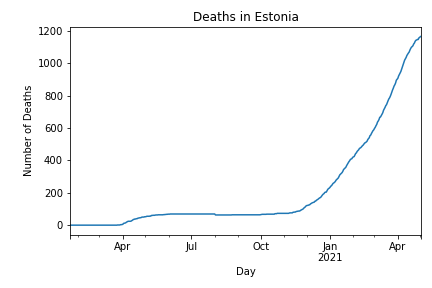 Deaths in Estonia
1200
1000
800
600
400
200
0
Number of Deaths
Apr
Jul
Oct
Jan
2021
Apr
Day